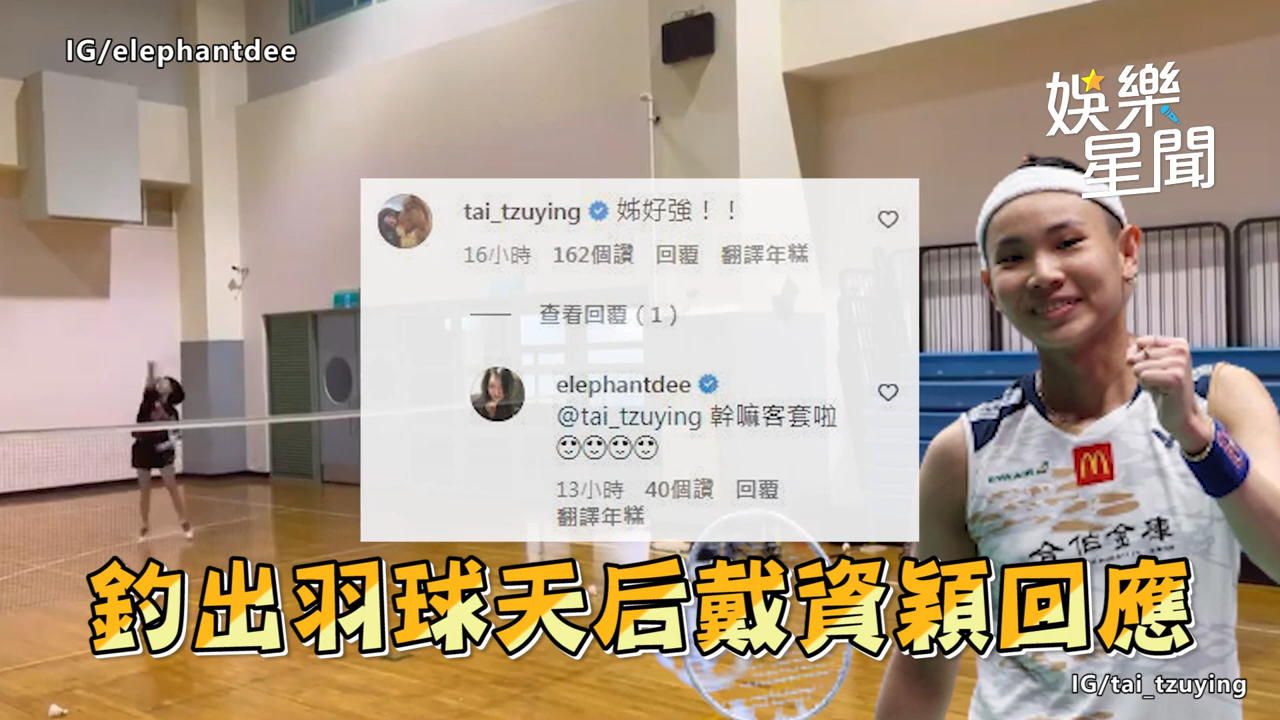 IG/elephantdee
娛樂
星聞
tai_tzuying 姊好強！！
16小時 162個讚 回覆 翻譯年糕
查看回覆（1）
elephantdee
@tai_tzuying 幹嘛客套啦
13小時 40個讚 回覆
翻譯年糕
釣出羽球天后戴資穎回應
IG/tai_tzuying